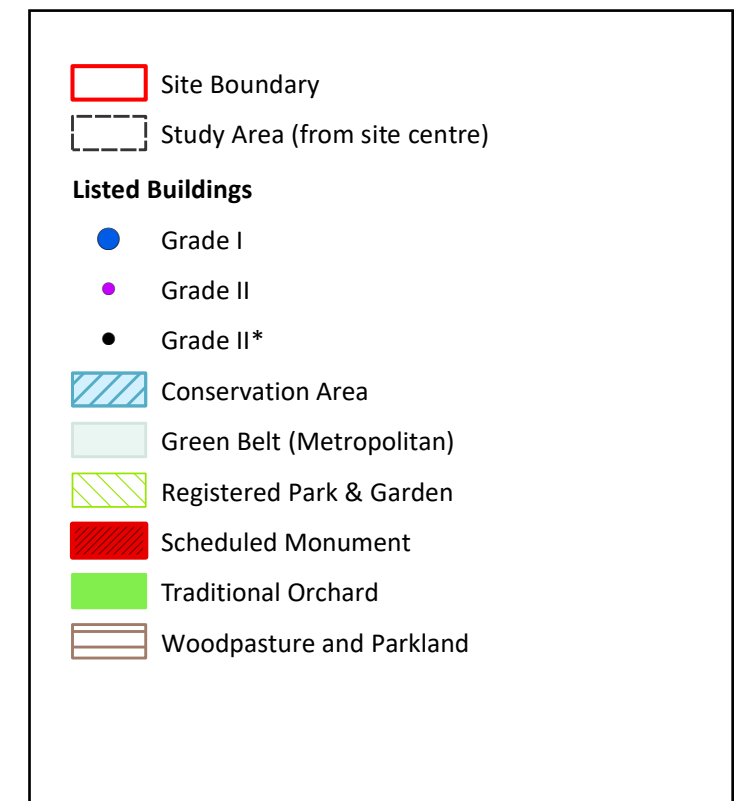 Site Boundary
Study Area (from site centre)
Listed Buildings
Grade I
Grade II
Grade II*
Conservation Area
Green Belt (Metropolitan)
Registered Park & Garden
Scheduled Monument
Traditional Orchard
Woodpasture and Parkland